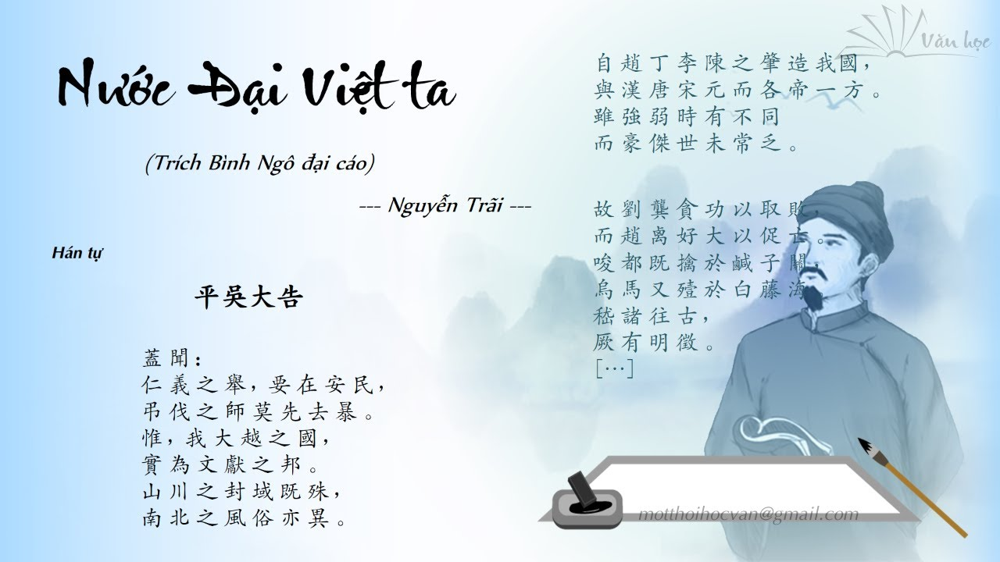 Nước Đại Việt ta
(Trích Bình Ngô đại cáo)
--- Nguyễn Trãi ---
Hán tự
平吳大告
蓋聞：
仁義之舉，要在安民，
弔伐之師莫先去暴。
惟，我大越之國，
實為文獻之邦。
山川之封域既殊，
南北之風俗亦異。
自趙丁李陳之肇造我國，
與漢唐宋元而各帝一方。
雖強弱時有不同
而豪傑世未常乏。
故劉龔貪功以取敗，
而趙禼好大以促亡。
唆都既擒於鹹子關，
烏馬又殪於白藤海
嵇諸往古，
厥有明徵。
[…]
Văn học
motthoihocvan@gmail.com